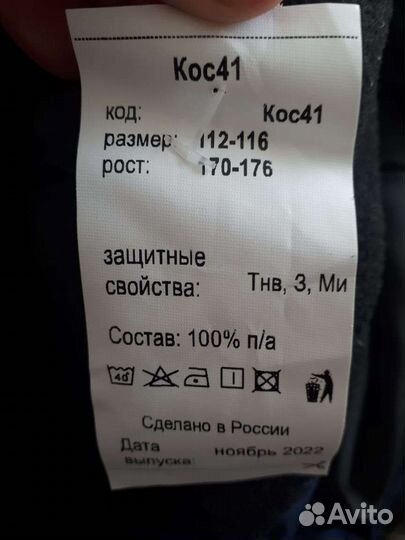 Кос41
код: Кос41
размер: 112-116
рост: 170-176
защитные
свойства: Тнв, З, Ми
Состав: 100% п/а
40
Сделано в России
Дата
выпуска: ноябрь 2022
Avito